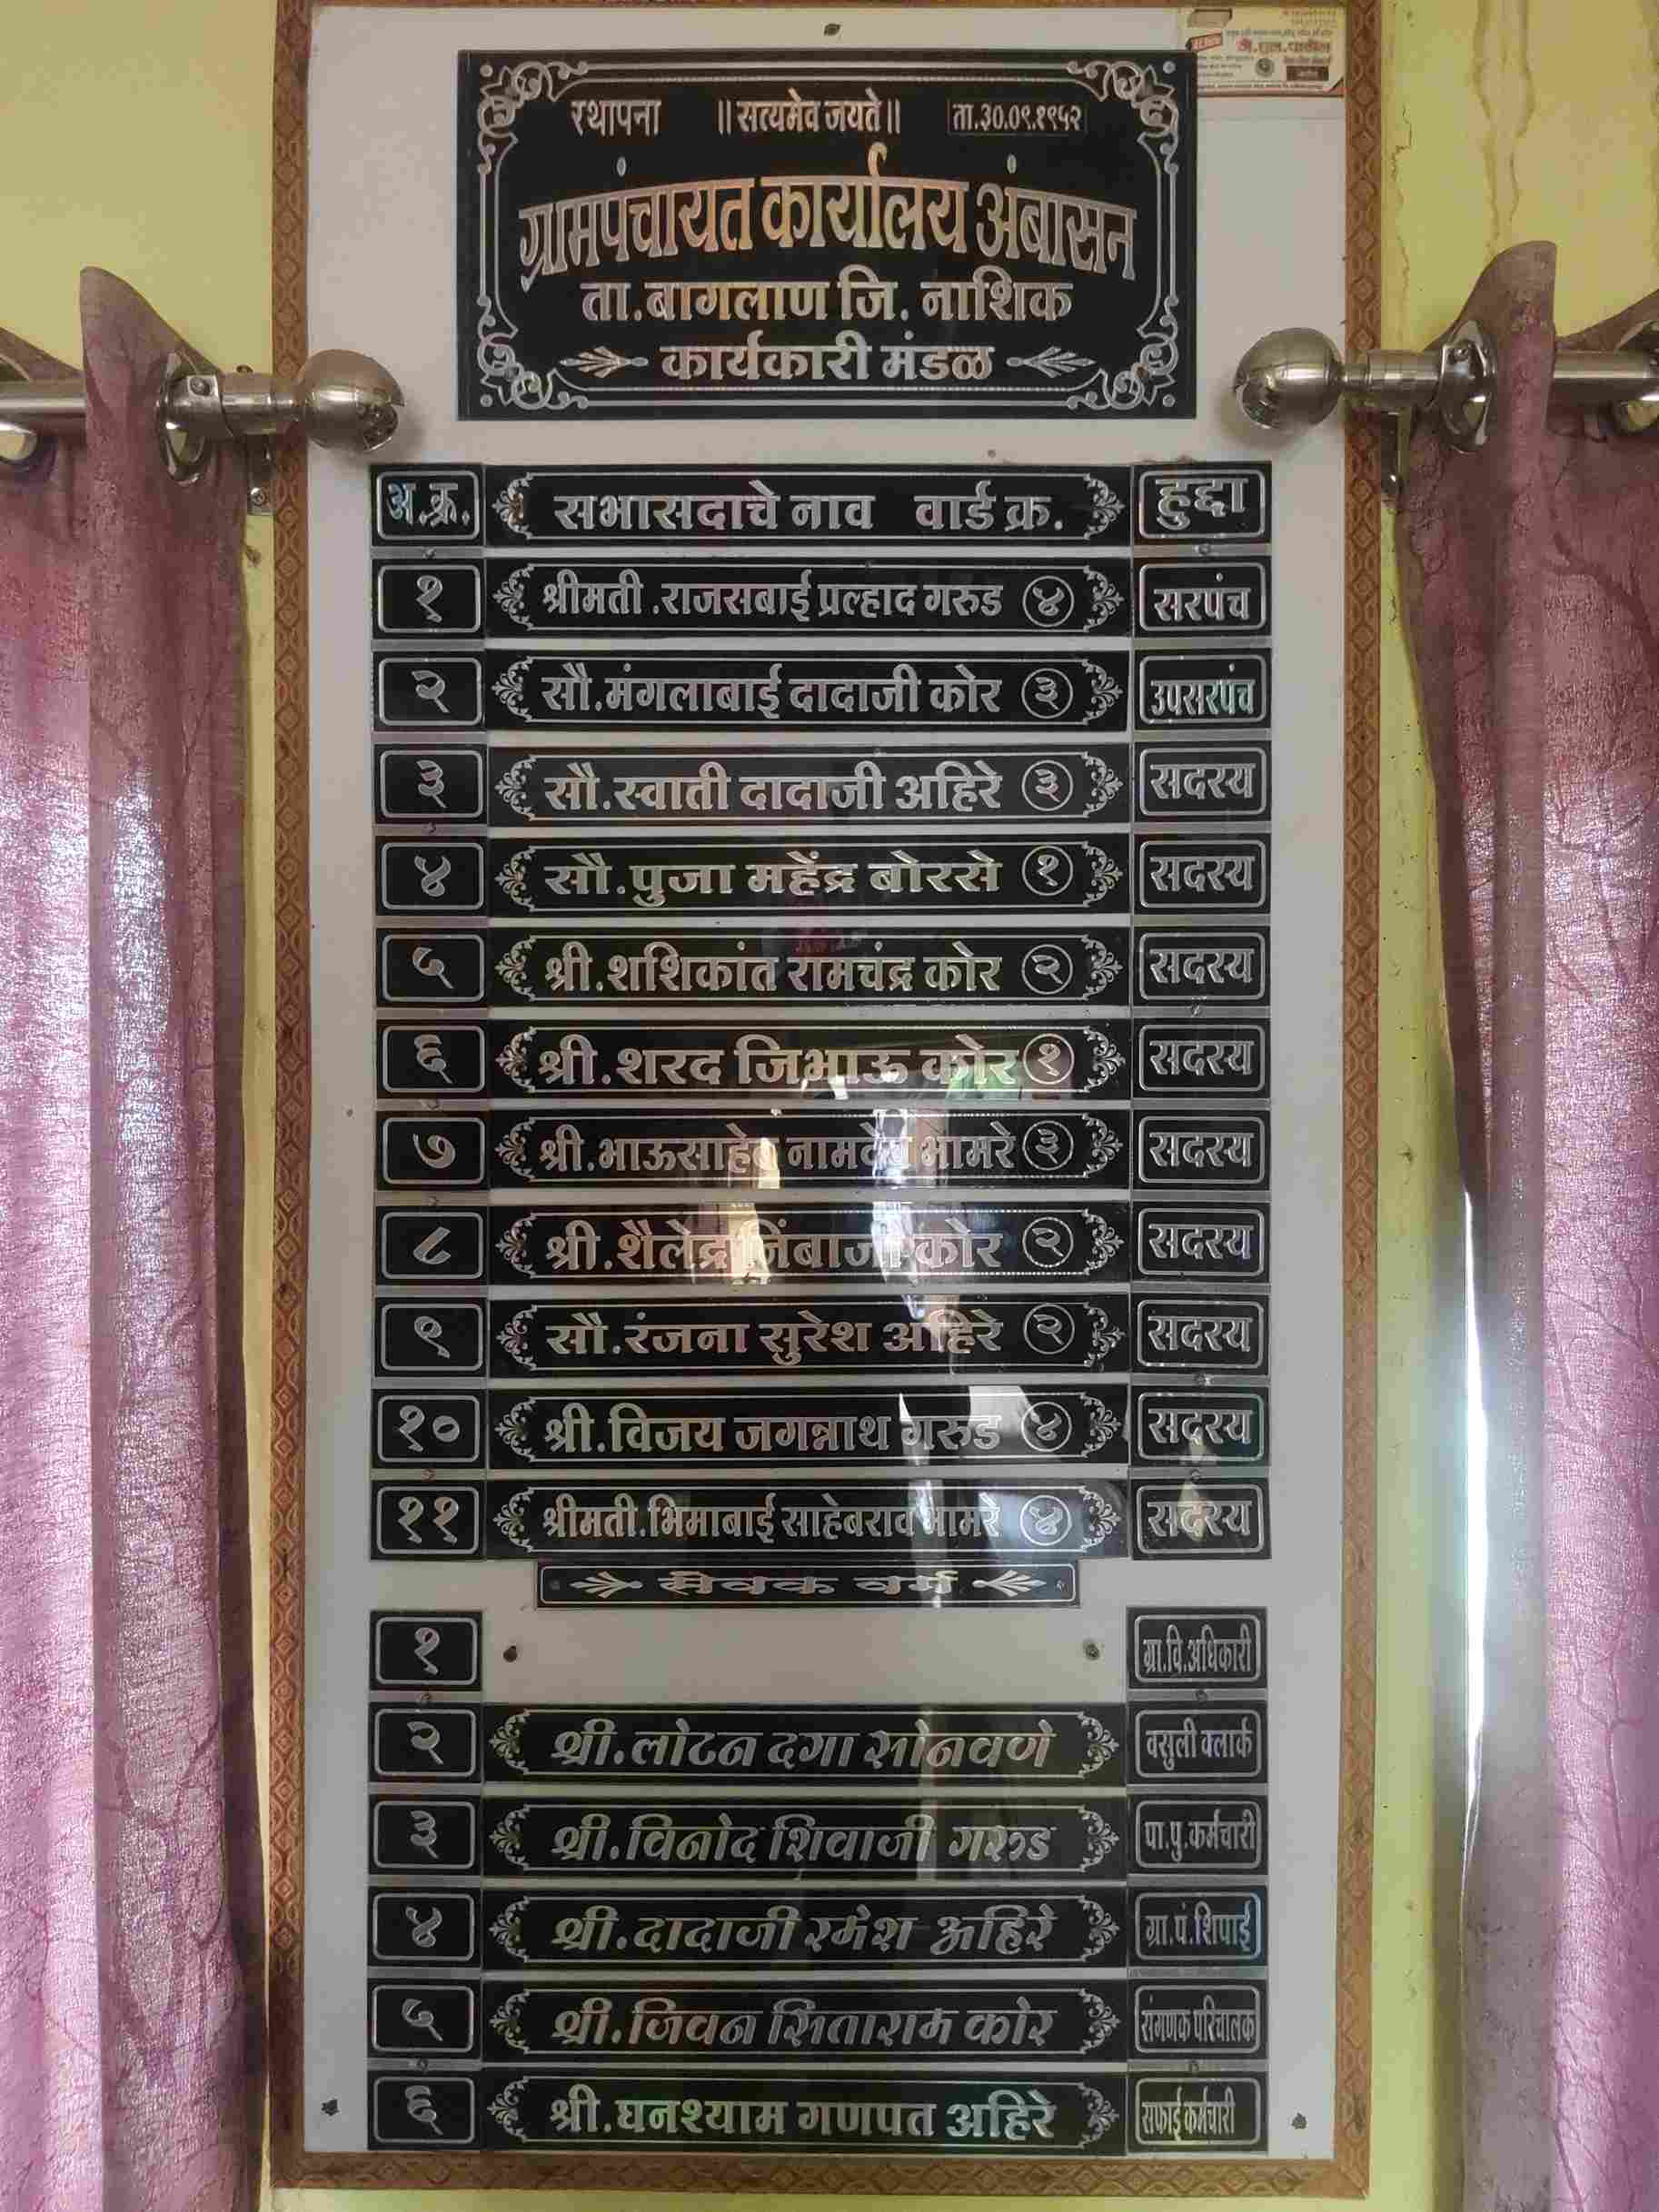 स्थापना ॥ सत्यमेव जयते ॥ ता.३०.०९.१९५२
ग्रामपंचायत कार्यालय अंबासन
ता.बागलाण जि. नाशिक
कार्यकारी मंडळ
अ.क्र. सभासदाचे नाव वार्ड क्र. हुद्दा
१ श्रीमती .राजसबाई प्रल्हाद गरुड ४ सरपंच
२ सौ.मंगलाबाई दादाजी कोर ३ उपसरपंच
३ सौ.स्वाती दादाजी अहिरे ३ सदस्य
४ सौ.पुजा महेंद्र बोरसे १ सदस्य
५ श्री.शशिकांत रामचंद्र कोर २ सदस्य
६ श्री.शरद जिभाऊ कोर १ सदस्य
७ श्री.भाऊसाहेब नामदेव भामरे ३ सदस्य
८ श्री.शैलेंद्र निंबाजी कोर २ सदस्य
९ सौ.रंजना सुरेश अहिरे २ सदस्य
१० श्री.विजय जगन्नाथ गरुड ४ सदस्य
११ श्रीमती.भिमाबाई साहेबराव भामरे ४ सदस्य
सेवक वर्ग
१ ग्रा.वि.अधिकारी
२ श्री.लोटन दगा सोनवणे वसुली क्लार्क
३ श्री.विनोद शिवाजी गरुड पा.पु.कर्मचारी
४ श्री.दादाजी रमेश अहिरे ग्रा.पं.शिपाई
५ श्री.जिवन सिताराम कोर संगणक परिचालक
६ श्री.घनश्याम गणपत अहिरे सफाई कर्मचारी